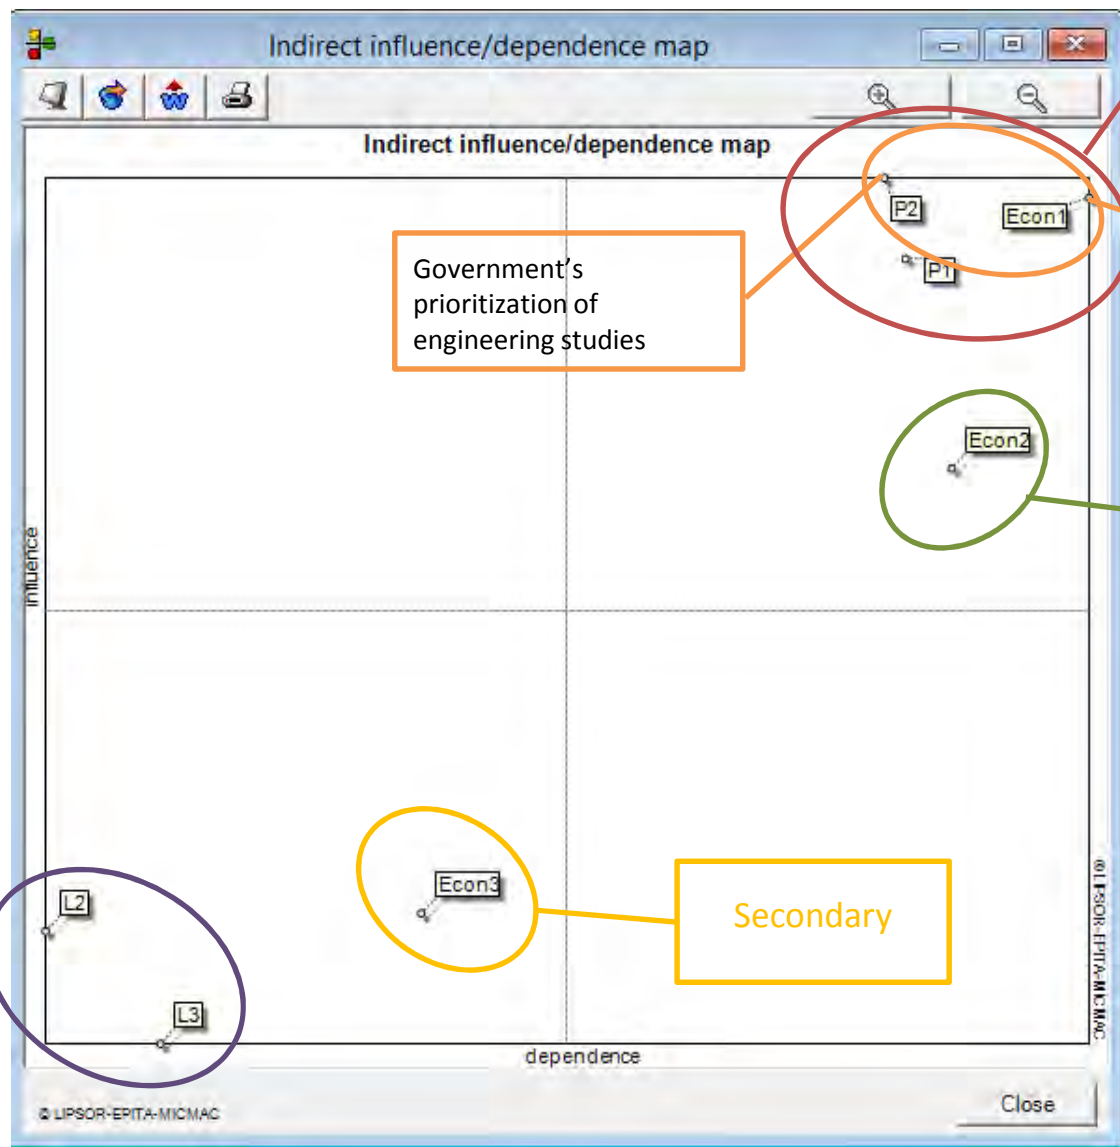 Indirect influence/dependence map
Indirect influence/dependence map
P2
Econ1
P1
Government’s
prioritization of
engineering studies
Econ2
influence
Econ3
Secondary
L2
L3
dependence
©LIPSOR-EPITA-MICMAC
© LIPSOR-EPITA-MICMAC
Close